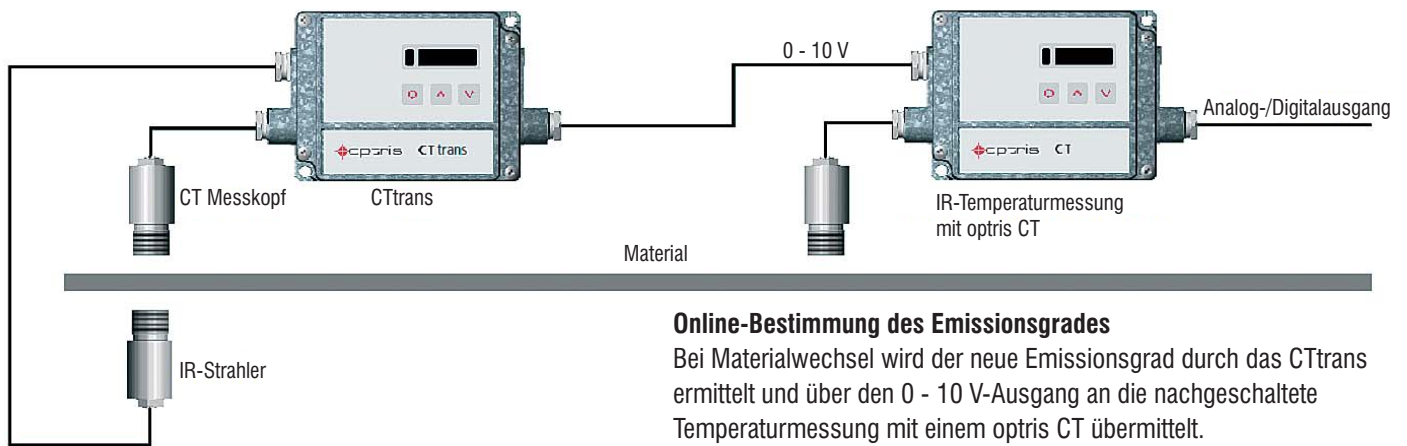 0 - 10 V
Analog-/Digitalausgang
optris CT trans
optris CT
CT Messkopf
CTtrans
IR-Temperaturmessung
mit optris CT
Material
IR-Strahler
Online-Bestimmung des Emissionsgrades
Bei Materialwechsel wird der neue Emissionsgrad durch das CTtrans
ermittelt und über den 0 - 10 V-Ausgang an die nachgeschaltete
Temperaturmessung mit einem optris CT übermittelt.